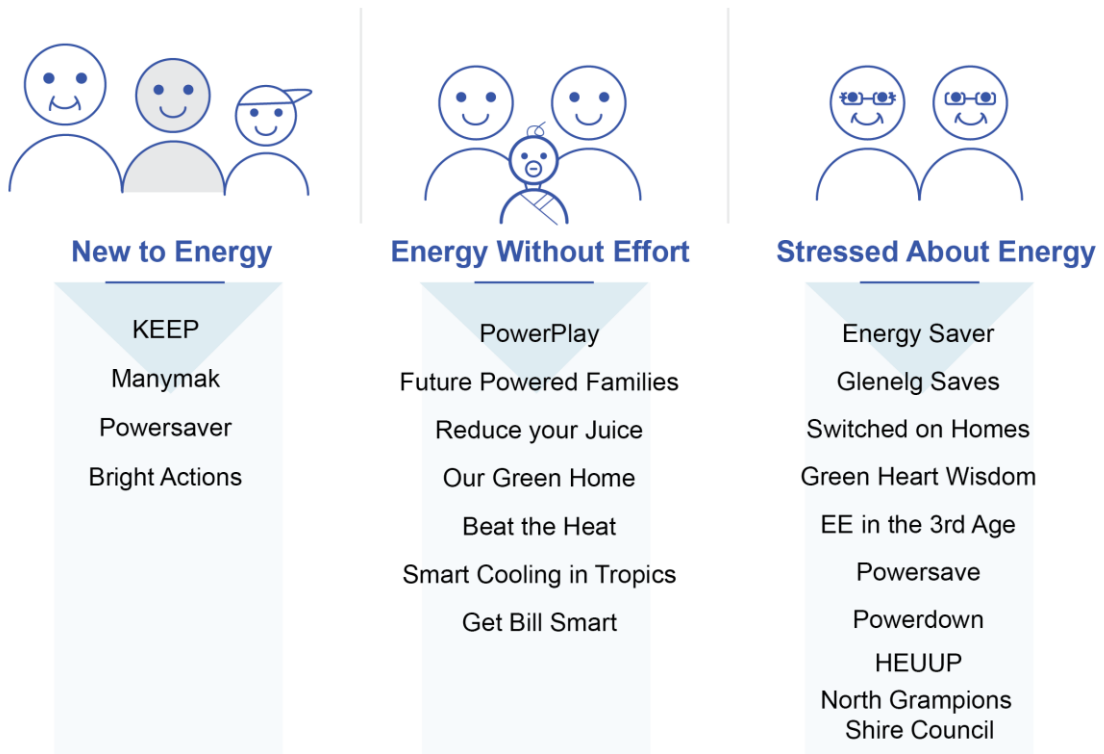 New to Energy
KEEP
Manymak
Powersaver
Bright Actions
Energy Without Effort
PowerPlay
Future Powered Families
Reduce your Juice
Our Green Home
Beat the Heat
Smart Cooling in Tropics
Get Bill Smart
Stressed About Energy
Energy Saver
Glenelg Saves
Switched on Homes
Green Heart Wisdom
EE in the 3rd Age
Powersave
Powerdown
HEUUP
North Grampions
Shire Council